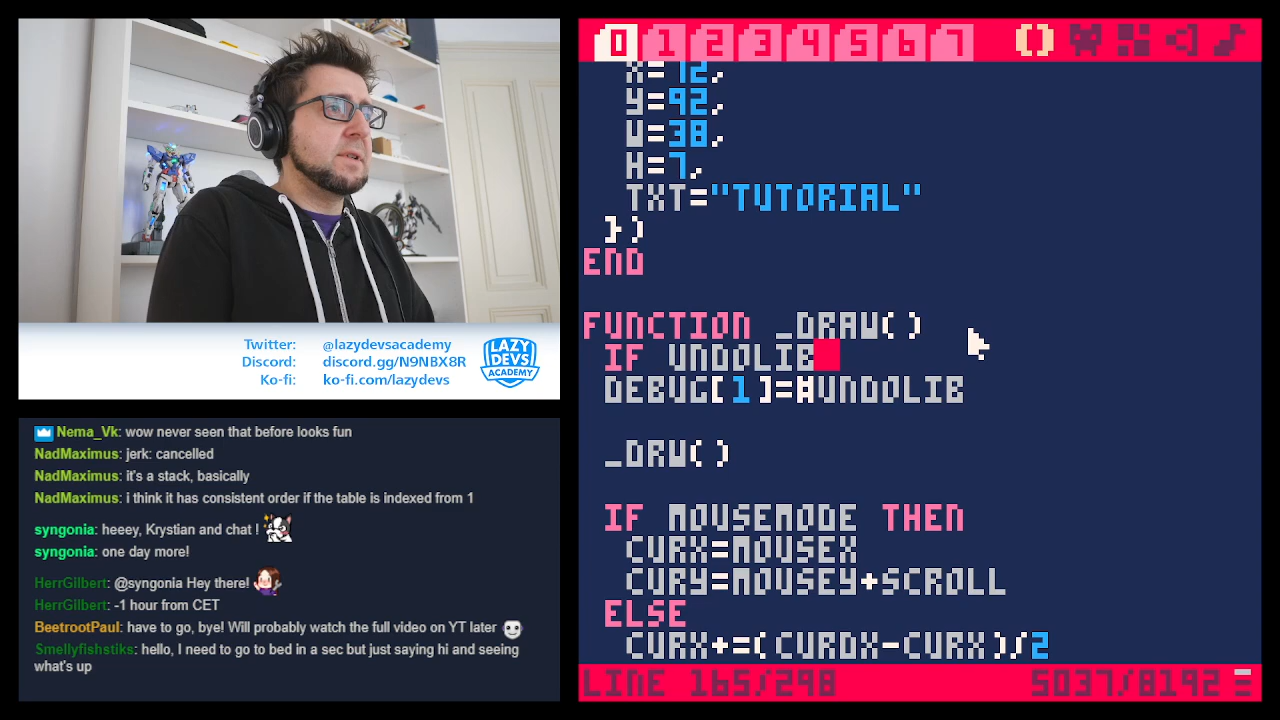 Twitter: @lazydevsacademy
Discord: discord.gg/N9NBX8R
Ko-fi: ko-fi.com/lazydevs
LAZY
DEVS
ACADEMY
Nema_Vk: wow never seen that before looks fun
NadMaximus: jerk: cancelled
NadMaximus: it's a stack, basically
NadMaximus: i think it has consistent order if the table is indexed from 1
syngonia: heeey, Krystian and chat !
syngonia: one day more!
HerrGilbert: @syngonia Hey there!
HerrGilbert: -1 hour from CET
BeetrootPaul: have to go, bye! Will probably watch the full video on YT later
Smellyfishstiks: hello, I need to go to bed in a sec but just saying hi and seeing
what's up
0 1 2 3 4 5 6 7 ()
X=72,
Y=92,
W=38,
H=7,
TXT="TUTORIAL"
})
END
FUNCTION _DRAW()
IF UNDOLIB
DEBUG[1]=#UNDOLIB
_DRW()
IF MOUSEMODE THEN
CURX=MOUSEX
CURY=MOUSEY+SCROLL
ELSE
CURX+=(CURDX-CURX)/2
LINE 165/298 5037/8192